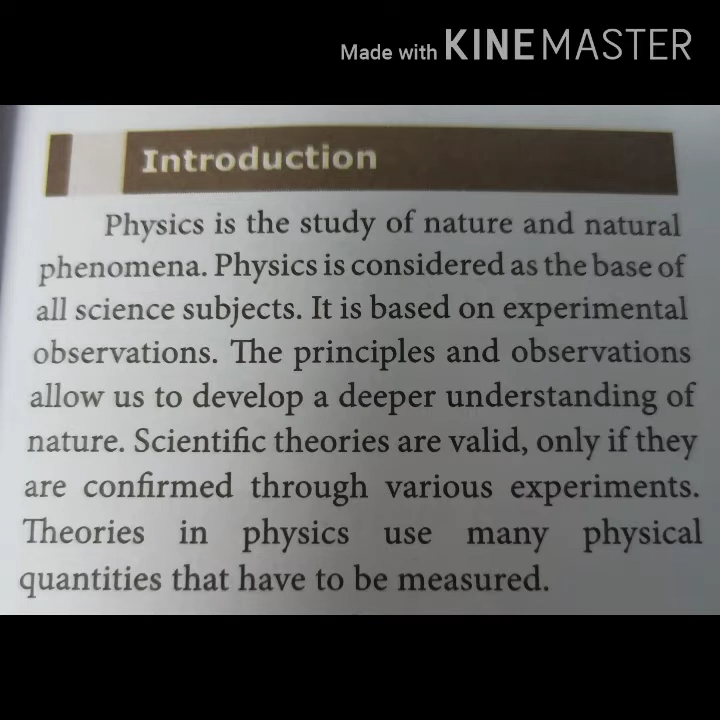 Made with KINEMASTER
Introduction
Physics is the study of nature and natural
phenomena. Physics is considered as the base of
all science subjects. It is based on experimental
observations. The principles and observations
allow us to develop a deeper understanding of
nature. Scientific theories are valid, only if they
are confirmed through various experiments.
Theories in physics use many physical
quantities that have to be measured.